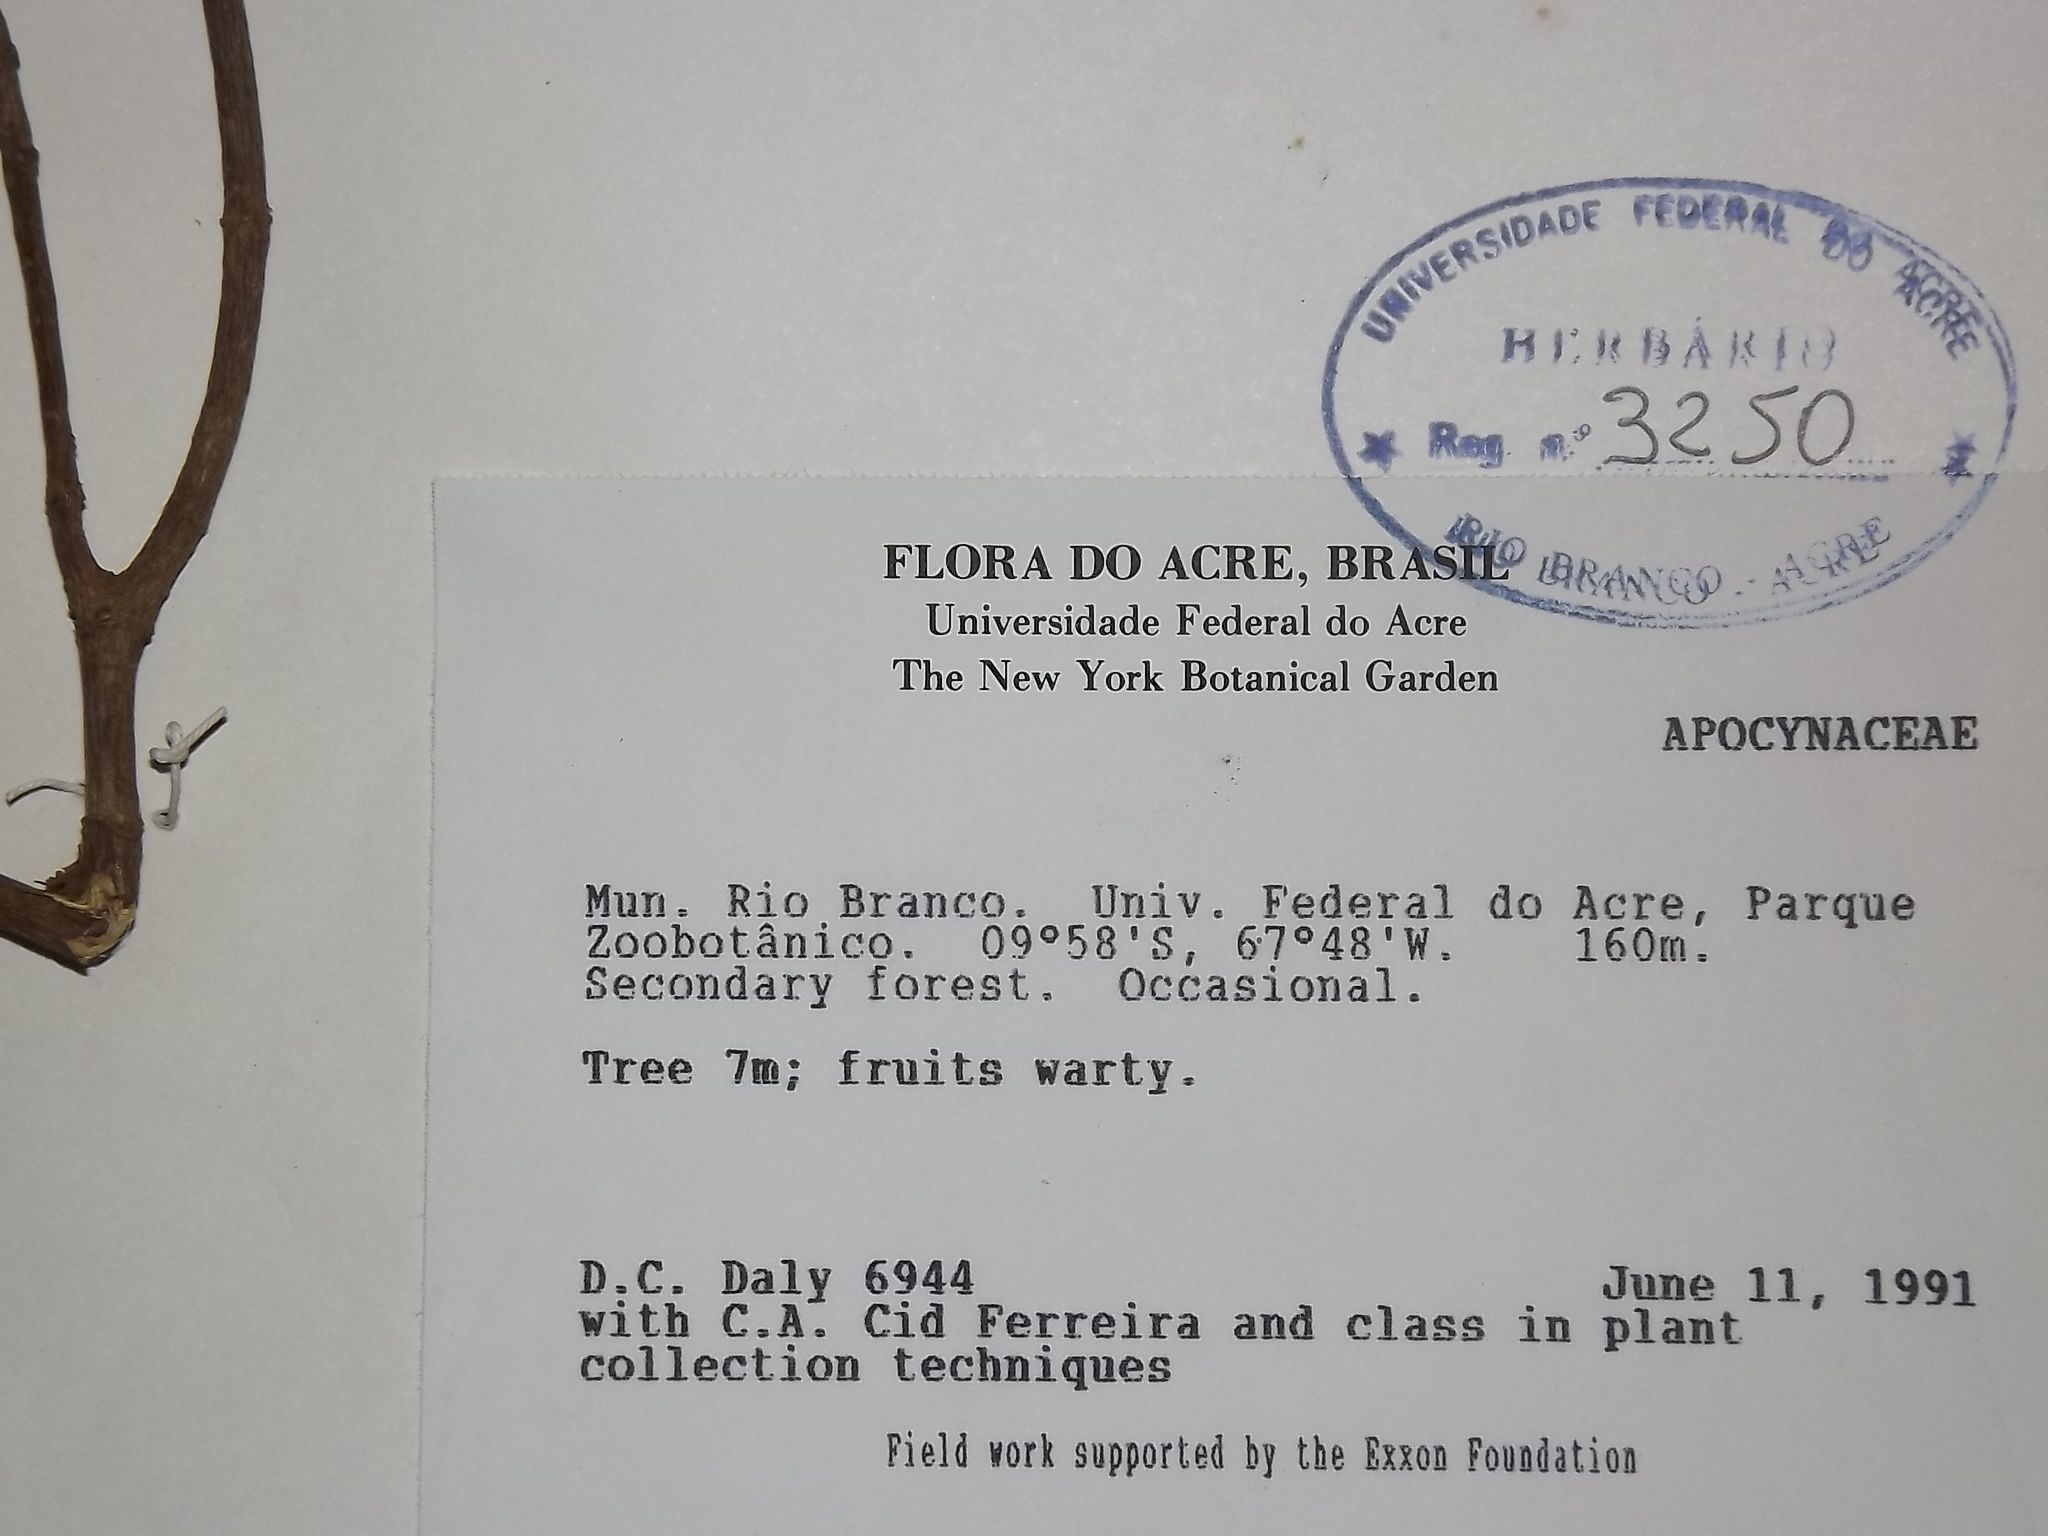 UNIVERSIDADE FEDERAL DO ACRE
HERBÁRIO
Reg. n.º 3250
RIO BRANCO - ACRE
FLORA DO ACRE, BRASIL
Universidade Federal do Acre
The New York Botanical Garden
APOCYNACEAE
Mun. Rio Branco. Univ. Federal do Acre, Parque
Zoobotânico. 09°58'S, 67°48'W. 160m.
Secondary forest. Occasional.
Tree 7m; fruits warty.
D.C. Daly 6944 June 11, 1991
with C.A. Cid Ferreira and class in plant
collection techniques
Field work supported by the Exxon Foundation